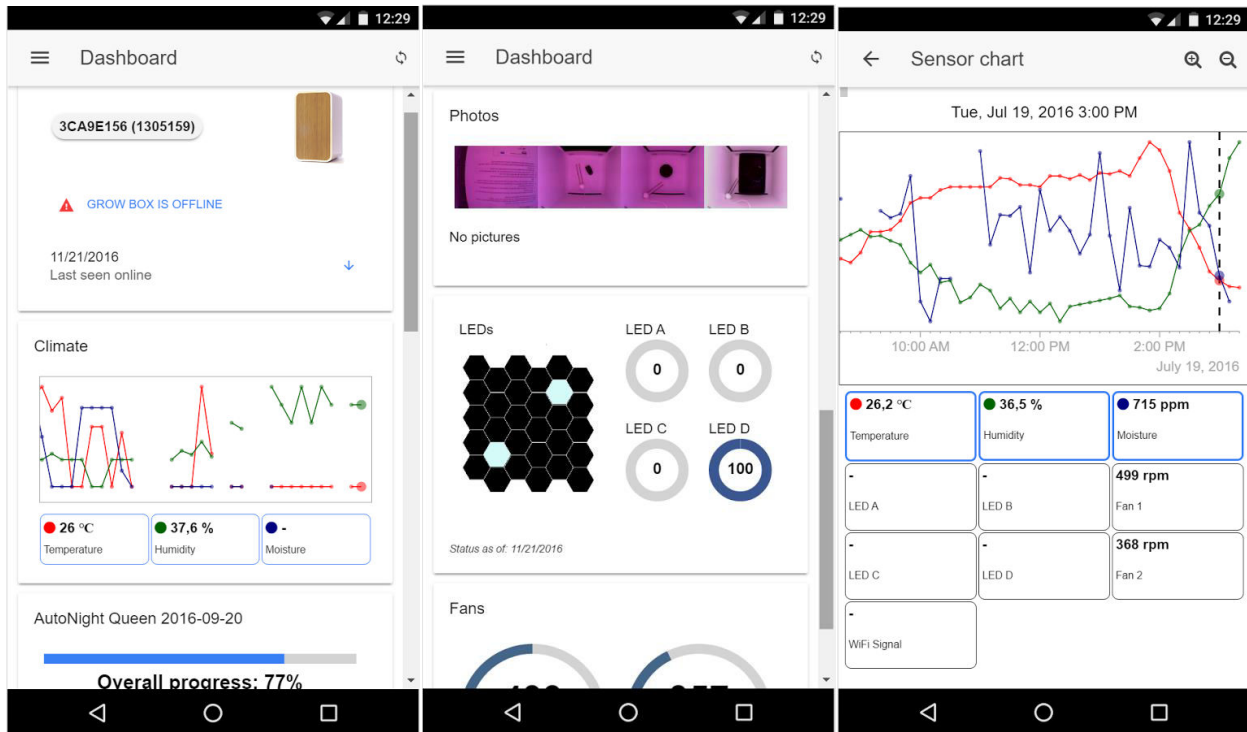 12:29
Dashboard
3CA9E156 (1305159)
GROW BOX IS OFFLINE
11/21/2016
Last seen online
Climate
26 °C
Temperature
37,6 %
Humidity
-
Moisture
AutoNight Queen 2016-09-20
Overall progress: 77%
12:29
Dashboard
Photos
No pictures
LEDs
LED A
0
LED B
0
LED C
0
LED D
100
Status as of: 11/21/2016
Fans
12:29
Sensor chart
Tue, Jul 19, 2016 3:00 PM
10:00 AM 12:00 PM 2:00 PM
July 19, 2016
26,2 °C
Temperature
36,5 %
Humidity
715 ppm
Moisture
-
LED A
-
LED B
499 rpm
Fan 1
-
LED C
-
LED D
368 rpm
Fan 2
-
WiFi Signal